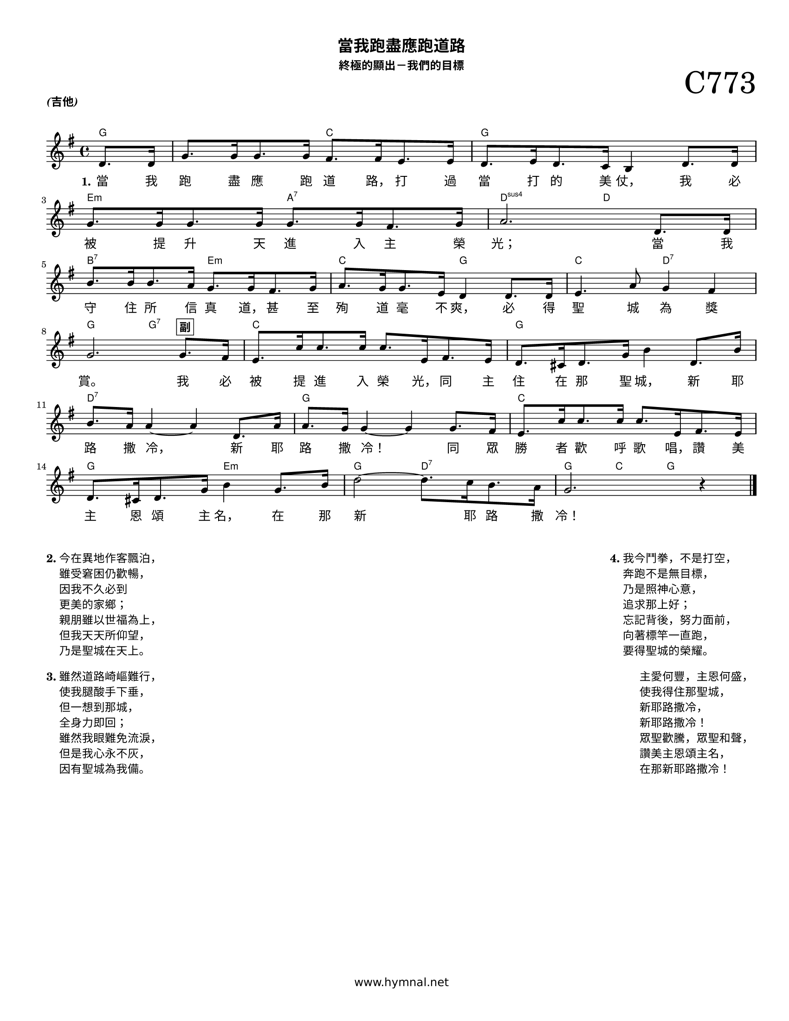 當我跑盡應跑道路
終極的顯出－我們的目標
C773
(吉他)
G C G
1. 當 我 跑 盡 應 跑 道 路，打 過 當 打 的 美 仗， 我 必
3 Em A7 Dsus4 D
被 提 升 天 進 入 主 榮 光； 當 我
5 B7 Em C G C D7
守 住 所 信 真 道，甚 至 殉 道 毫 不 爽， 必 得 聖 城 為 獎
8 G G7 副 C G
賞。 我 必 被 提 進 入 榮 光，同 主 住 在 那 聖 城， 新 耶
11 D7 G C
路 撒 冷， 新 耶 路 撒 冷！ 同 眾 勝 者 歡 呼 歌 唱，讚 美
14 G Em G D7 G C G
主 恩 頌 主 名， 在 那 新 耶 路 撒 冷！
2. 今在異地作客飄泊，
雖受窘困仍歡暢，
因我不久必到
更美的家鄉；
親朋雖以世福為上，
但我天天所仰望，
乃是聖城在天上。
3. 雖然道路崎嶇難行，
使我腿酸手下垂，
但一想到那城，
全身力即回；
雖然我眼難免流淚，
但是我心永不灰，
因有聖城為我備。
4. 我今鬥拳，不是打空，
奔跑不是無目標，
乃是照神心意，
追求那上好；
忘記背後，努力面前，
向著標竿一直跑，
要得聖城的榮耀。
主愛何豐，主恩何盛，
使我得住那聖城，
新耶路撒冷，
新耶路撒冷！
眾聖歡騰，眾聖和聲，
讚美主恩頌主名，
在那新耶路撒冷！
www.hymnal.net